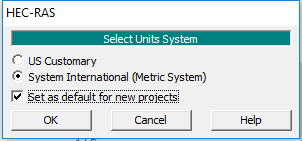 HEC-RAS
Select Units System
US Customary
System International (Metric System)
Set as default for new projects
OK Cancel Help